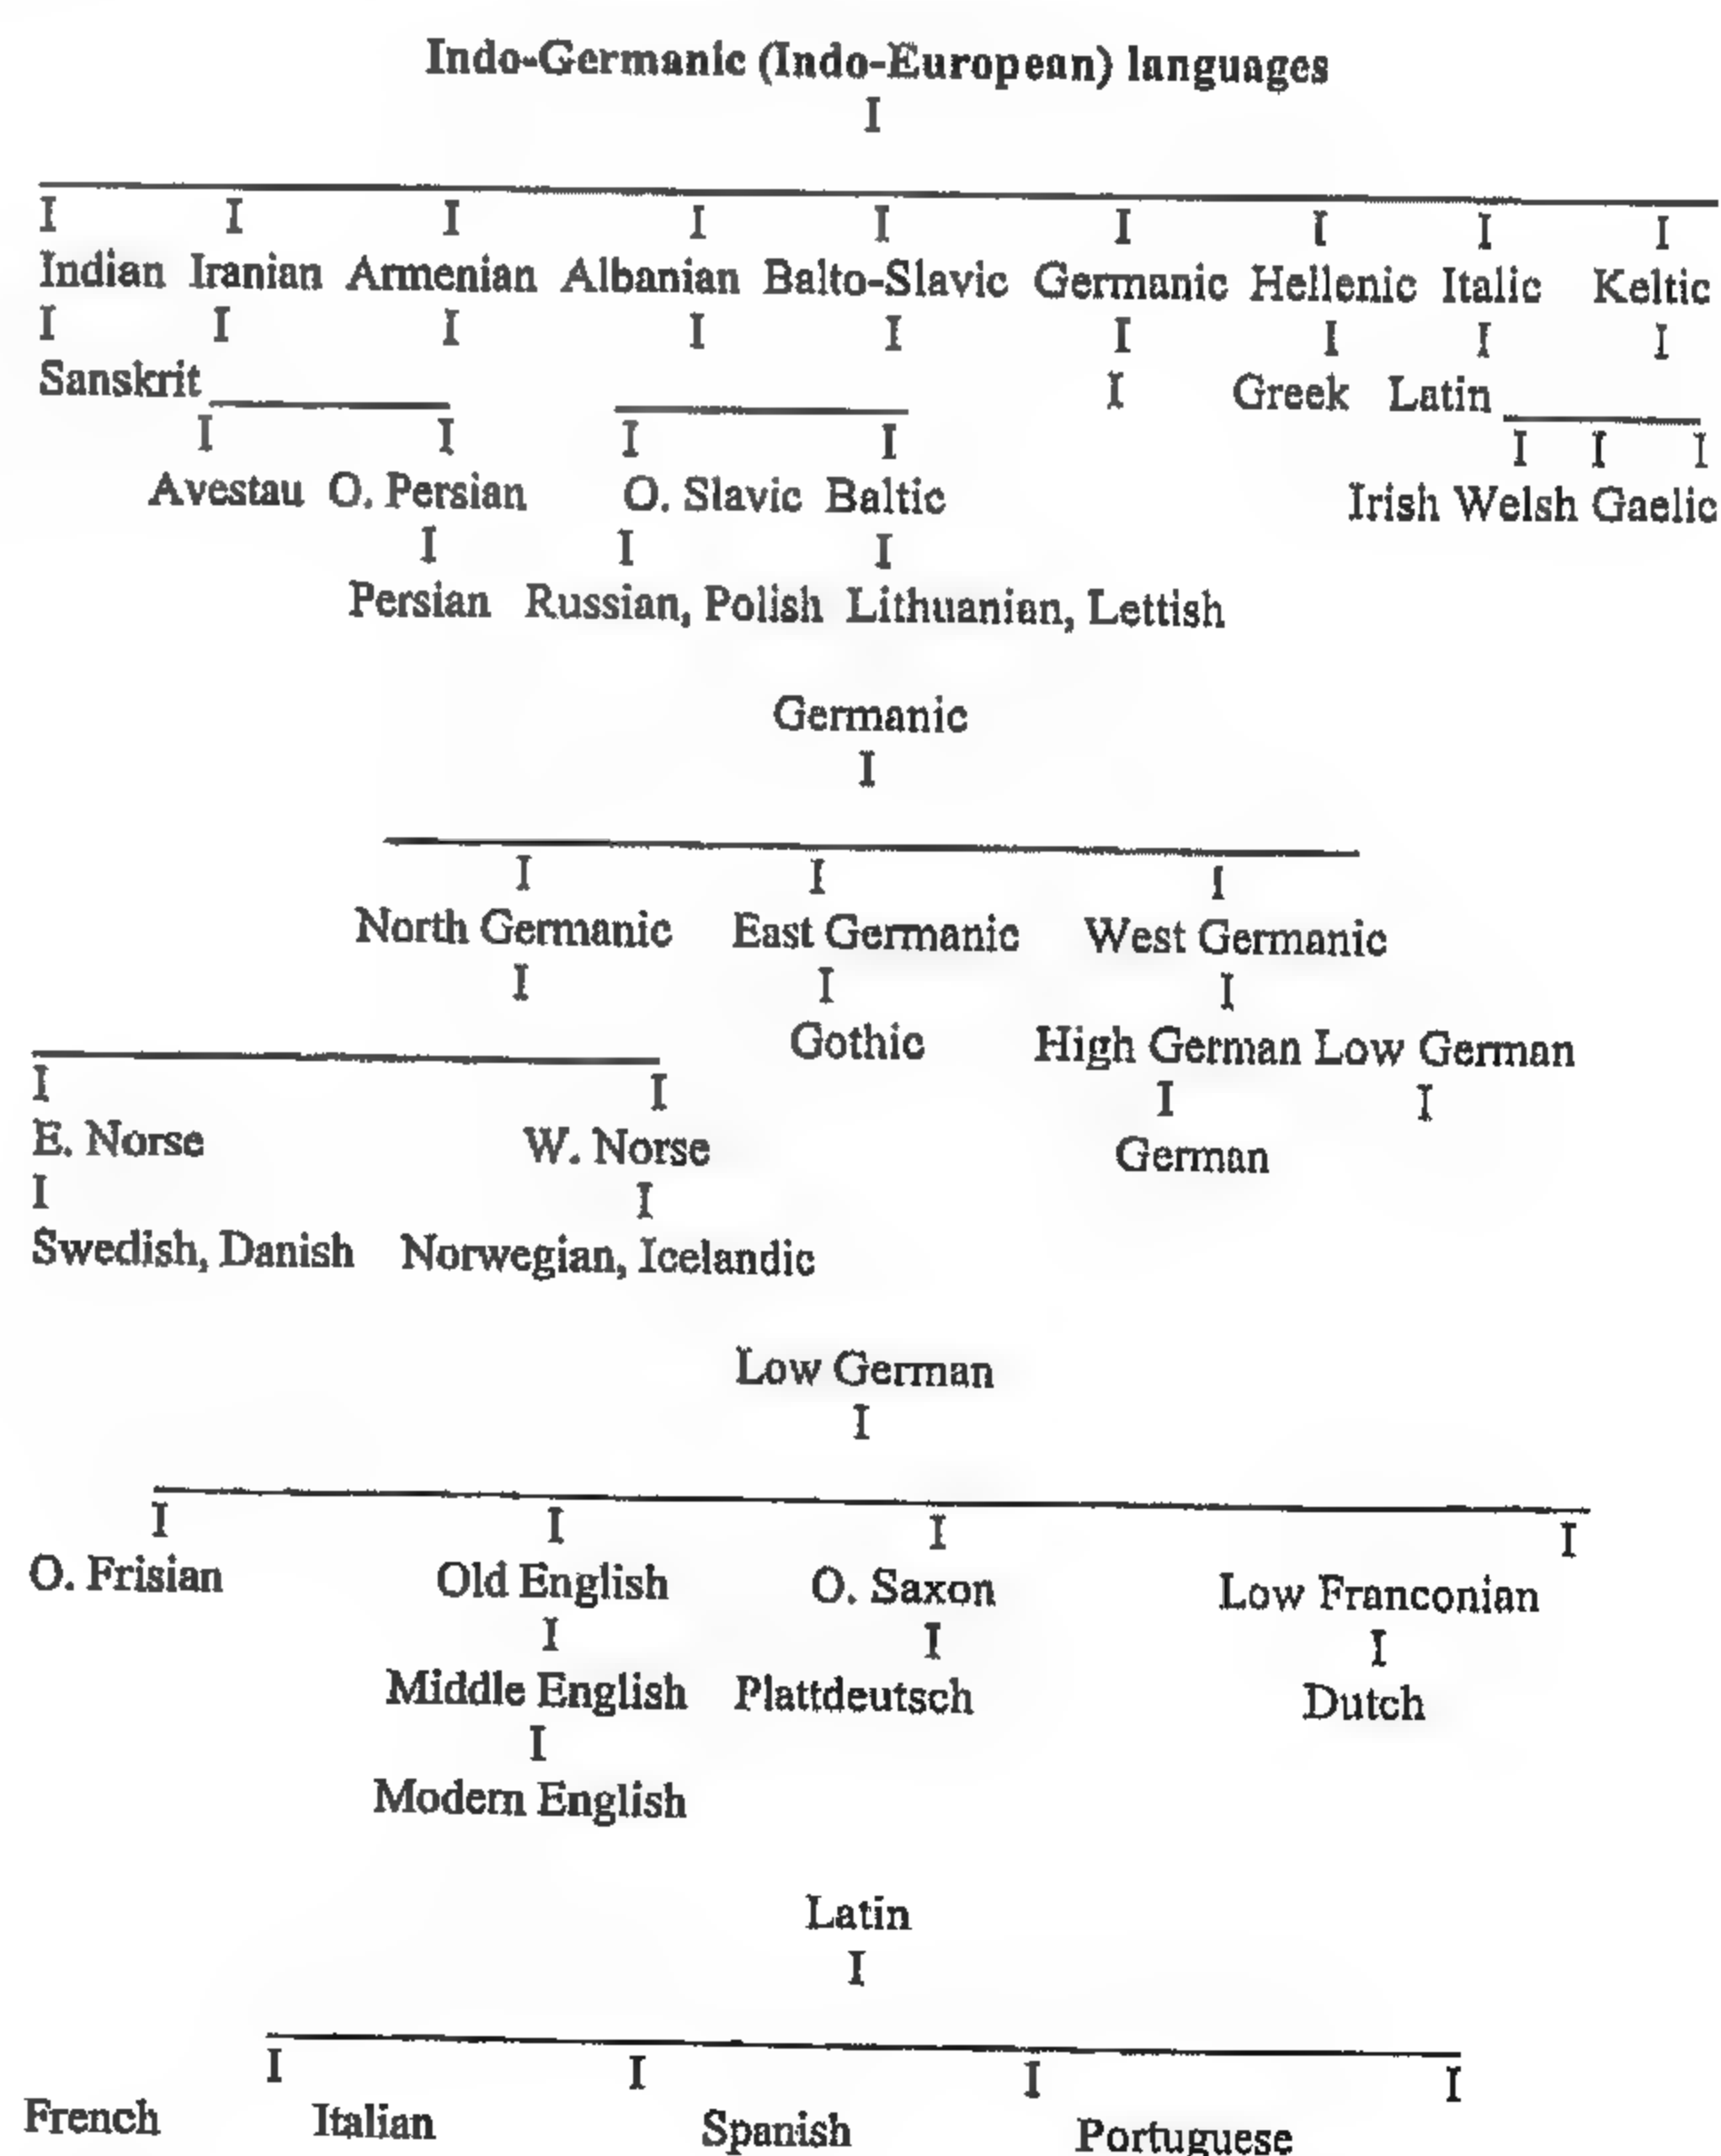 Indo-Germanic (Indo-European) languages
I
I I I I I I I I I
Indian Iranian Armenian Albanian Balto-Slavic Germanic Hellenic Italic Keltic
I I I I I I I I I
Sanskrit I Greek Latin
I I I I I I I
Avestau O. Persian O. Slavic Baltic Irish Welsh Gaelic
I I I
Persian Russian, Polish Lithuanian, Lettish
Germanic
I
I I I
North Germanic East Germanic West Germanic
I I I
Gothic High German Low German
I I I I
E. Norse W. Norse German
I I
Swedish, Danish Norwegian, Icelandic
Low German
I
I I I I
O. Frisian Old English O. Saxon Low Franconian
I I I
Middle English Plattdeutsch Dutch
I
Modern English
Latin
I
I I I I
French Italian Spanish Portuguese